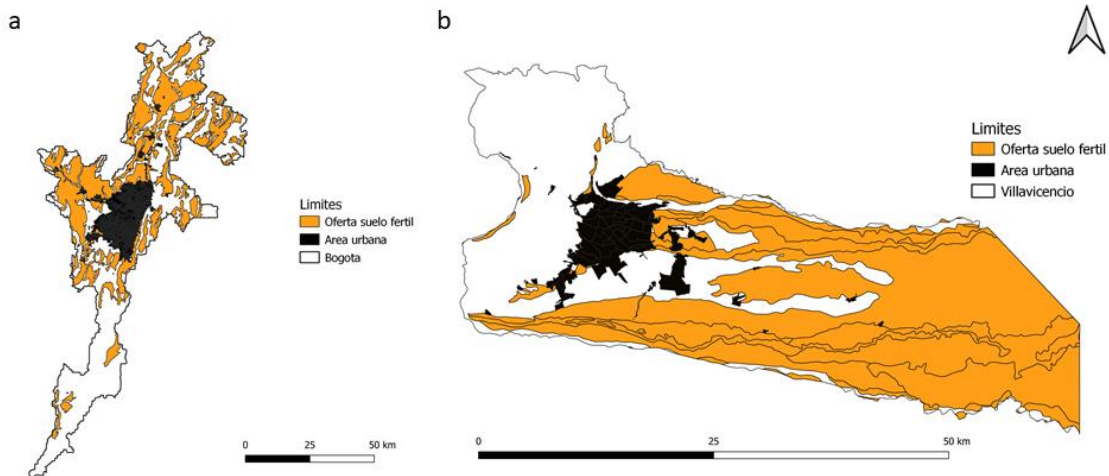 a
Limites
Oferta suelo fertil
Area urbana
Bogota
0 25 50 km
b
Limites
Oferta suelo fertil
Area urbana
Villavicencio
0 25 50 km